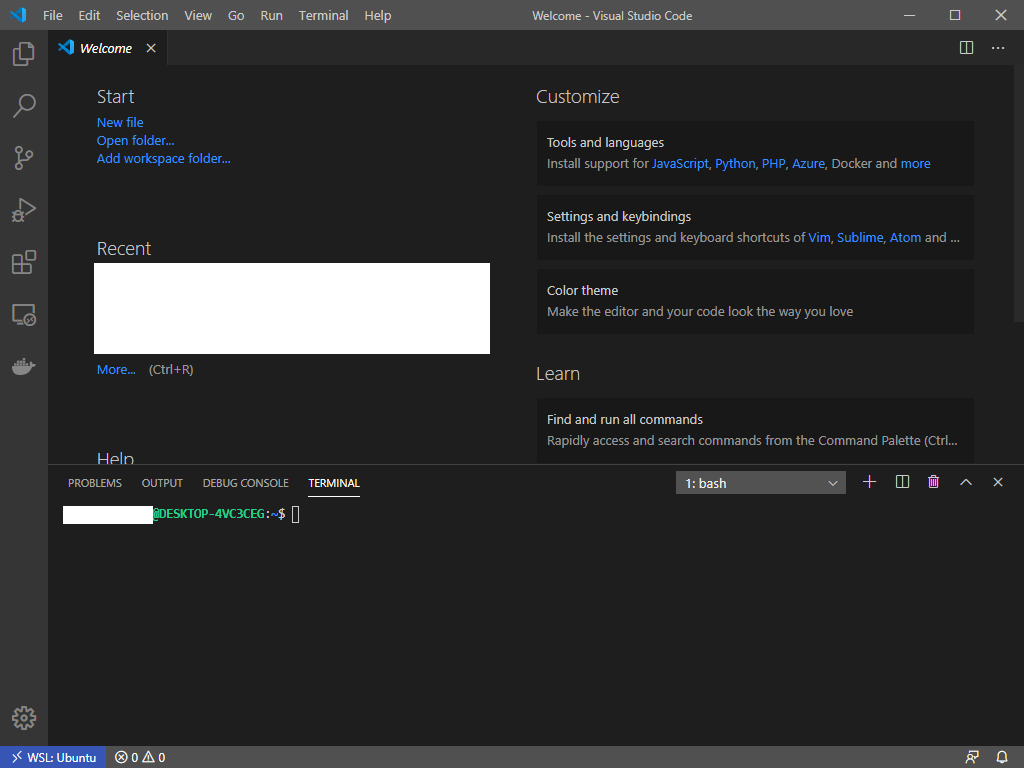 File Edit Selection View Go Run Terminal Help Welcome - Visual Studio Code
Welcome
Start
New file
Open folder...
Add workspace folder...
Recent
More... (Ctrl+R)
Help
Customize
Tools and languages
Install support for JavaScript, Python, PHP, Azure, Docker and more
Settings and keybindings
Install the settings and keyboard shortcuts of Vim, Sublime, Atom and ...
Color theme
Make the editor and your code look the way you love
Learn
Find and run all commands
Rapidly access and search commands from the Command Palette (Ctrl...
PROBLEMS OUTPUT DEBUG CONSOLE TERMINAL 1: bash
@DESKTOP-4VC3CEG:~$
WSL: Ubuntu 0 0